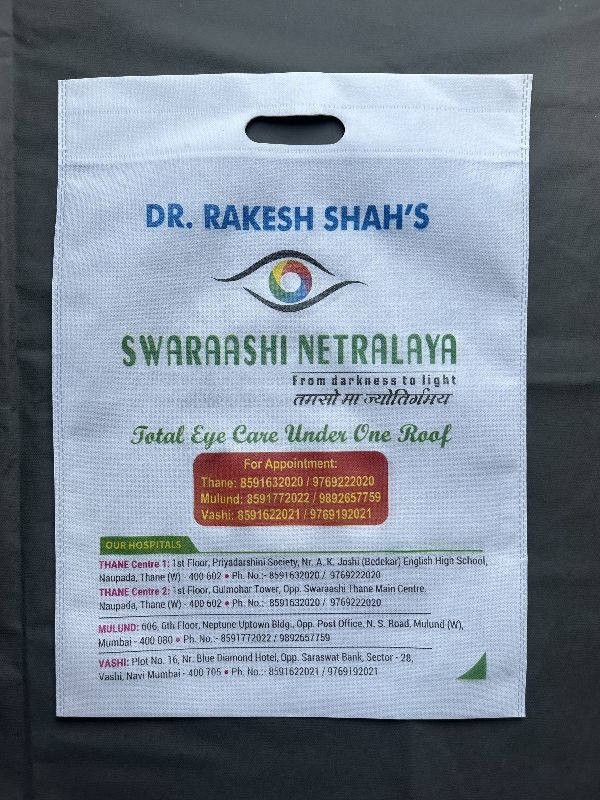 DR. RAKESH SHAH'S
SWARAASHI NETRALAYA
From darkness to light
तमसो मा ज्योतिर्गमय
Total Eye Care Under One Roof
For Appointment:
Thane: 8591632020 / 9769222020
Mulund: 8591772022 / 9892657759
Vashi: 8591622021 / 9769192021
OUR HOSPITALS
THANE Centre 1: 1st Floor, Priyadarshini Society, Nr. A. K. Joshi (Bedekar) English High School,
Naupada, Thane (W) - 400 602 • Ph. No.:- 8591632020 / 9769222020
THANE Centre 2: 1st Floor, Gulmohar Tower, Opp. Swaraashi Thane Main Centre,
Naupada, Thane (W) - 400 602 • Ph. No.:- 8591632020 / 9769222020
MULUND: 606, 6th Floor, Neptune Uptown Bldg., Opp. Post Office, N. S. Road, Mulund (W),
Mumbai - 400 080 • Ph. No.:- 8591772022 / 9892657759
VASHI: Plot No. 16, Nr. Blue Diamond Hotel, Opp. Saraswat Bank, Sector - 28,
Vashi, Navi Mumbai - 400 705 • Ph. No.:- 8591622021 / 9769192021